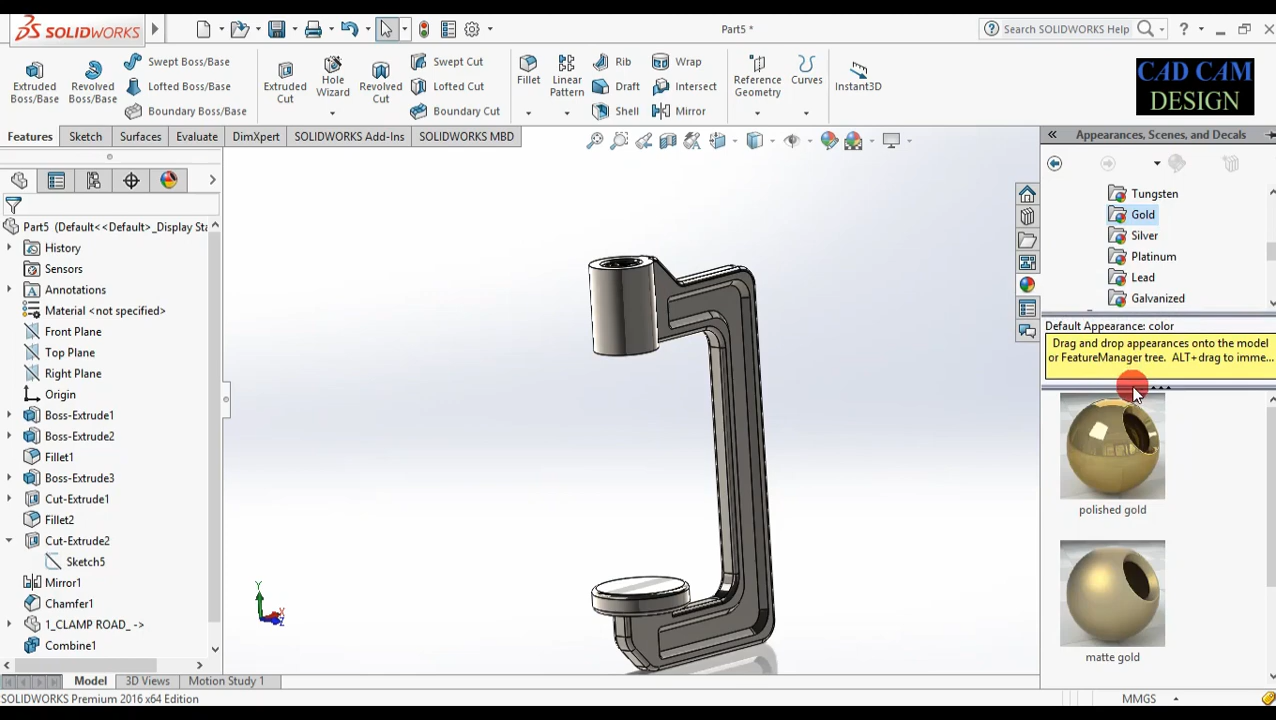 SOLIDWORKS
Part5 *
Search SOLIDWORKS Help
Extruded Boss/Base
Revolved Boss/Base
Swept Boss/Base
Lofted Boss/Base
Boundary Boss/Base
Extruded Cut
Hole Wizard
Revolved Cut
Swept Cut
Lofted Cut
Boundary Cut
Fillet
Linear Pattern
Rib
Draft
Shell
Wrap
Intersect
Mirror
Reference Geometry
Curves
Instant3D
CAD CAM
DESIGN
Features
Sketch
Surfaces
Evaluate
DimXpert
SOLIDWORKS Add-Ins
SOLIDWORKS MBD
Part5 (Default<<Default>_Display Sta
History
Sensors
Annotations
Material <not specified>
Front Plane
Top Plane
Right Plane
Origin
Boss-Extrude1
Boss-Extrude2
Fillet1
Boss-Extrude3
Cut-Extrude1
Fillet2
Cut-Extrude2
Sketch5
Mirror1
Chamfer1
1_CLAMP ROAD_ ->
Combine1
Y
X
Z
Appearances, Scenes, and Decals
Tungsten
Gold
Silver
Platinum
Lead
Galvanized
Default Appearance: color
Drag and drop appearances onto the model
or FeatureManager tree. ALT+drag to imme...
polished gold
matte gold
Model
3D Views
Motion Study 1
SOLIDWORKS Premium 2016 x64 Edition
MMGS